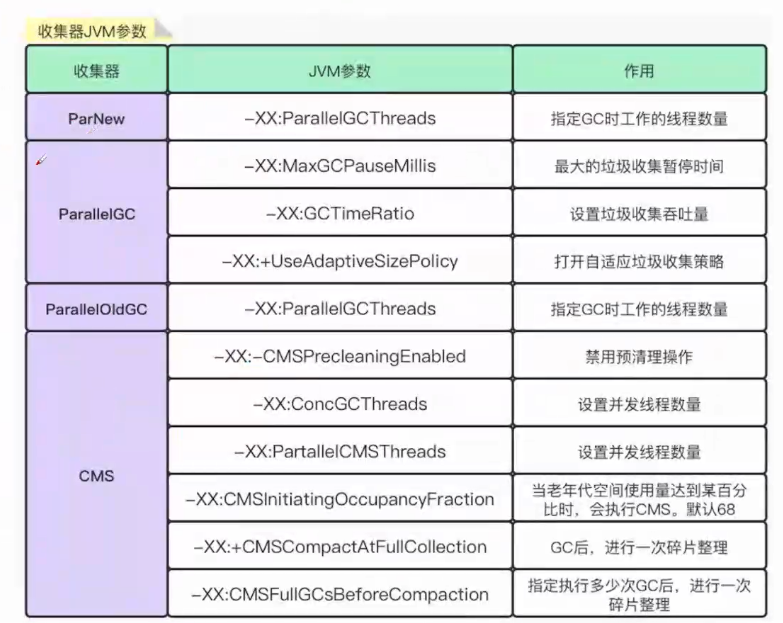 收集器JVM参数
收集器 JVM参数 作用
ParNew -XX:ParallelGCThreads 指定GC时工作的线程数量
ParallelGC -XX:MaxGCPauseMillis 最大的垃圾收集暂停时间
-XX:GCTimeRatio 设置垃圾收集吞吐量
-XX:+UseAdaptiveSizePolicy 打开自适应垃圾收集策略
ParallelOldGC -XX:ParallelGCThreads 指定GC时工作的线程数量
CMS -XX:-CMSPrecleaningEnabled 禁用预清理操作
-XX:ConcGCThreads 设置并发线程数量
-XX:PartallelCMSThreads 设置并发线程数量
-XX:CMSInitiatingOccupancyFraction 当老年代空间使用量达到某百分
比时，会执行CMS。默认68
-XX:+CMSCompactAtFullCollection GC后，进行一次碎片整理
-XX:CMSFullGCsBeforeCompaction 指定执行多少次GC后，进行一次
碎片整理